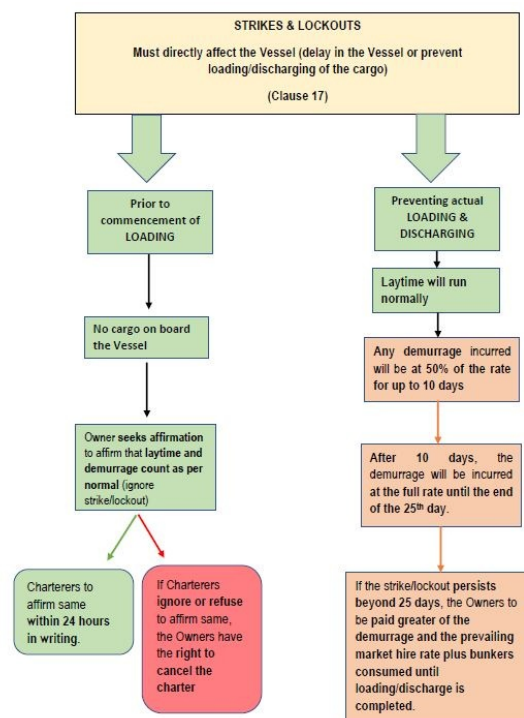 STRIKES & LOCKOUTS
Must directly affect the Vessel (delay in the Vessel or prevent
loading/discharging of the cargo)
(Clause 17)
Prior to
commencement of
LOADING
No cargo on board
the Vessel
Owner seeks affirmation
to affirm that laytime and
demurrage count as per
normal (ignore
strike/lockout)
Charterers to
affirm same
within 24 hours
in writing.
If Charterers
ignore or refuse
to affirm same,
the Owners have
the right to
cancel the
charter
Preventing actual
LOADING &
DISCHARGING
Laytime will run
normally
Any demurrage incurred
will be at 50% of the rate
for up to 10 days
After 10 days, the
demurrage will be incurred
at the full rate until the end
of the 25th day.
If the strike/lockout persists
beyond 25 days, the Owners to
be paid greater of the
demurrage and the prevailing
market hire rate plus bunkers
consumed until
loading/discharge is
completed.